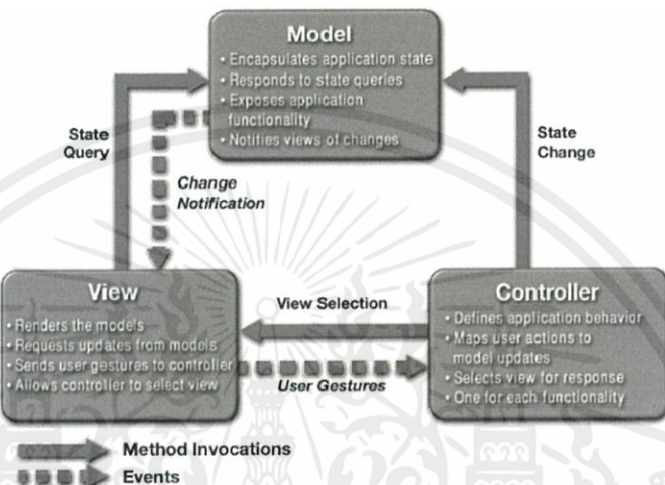 Model
• Encapsulates application state
• Responds to state queries
• Exposes application
functionality
• Notifies views of changes
State
Query
State
Change
Change
Notification
View
• Renders the models
• Requests updates from models
• Sends user gestures to controller
• Allows controller to select view
View Selection
User Gestures
Controller
• Defines application behavior
• Maps user actions to
model updates
• Selects view for response
• One for each functionality
Method Invocations
Events